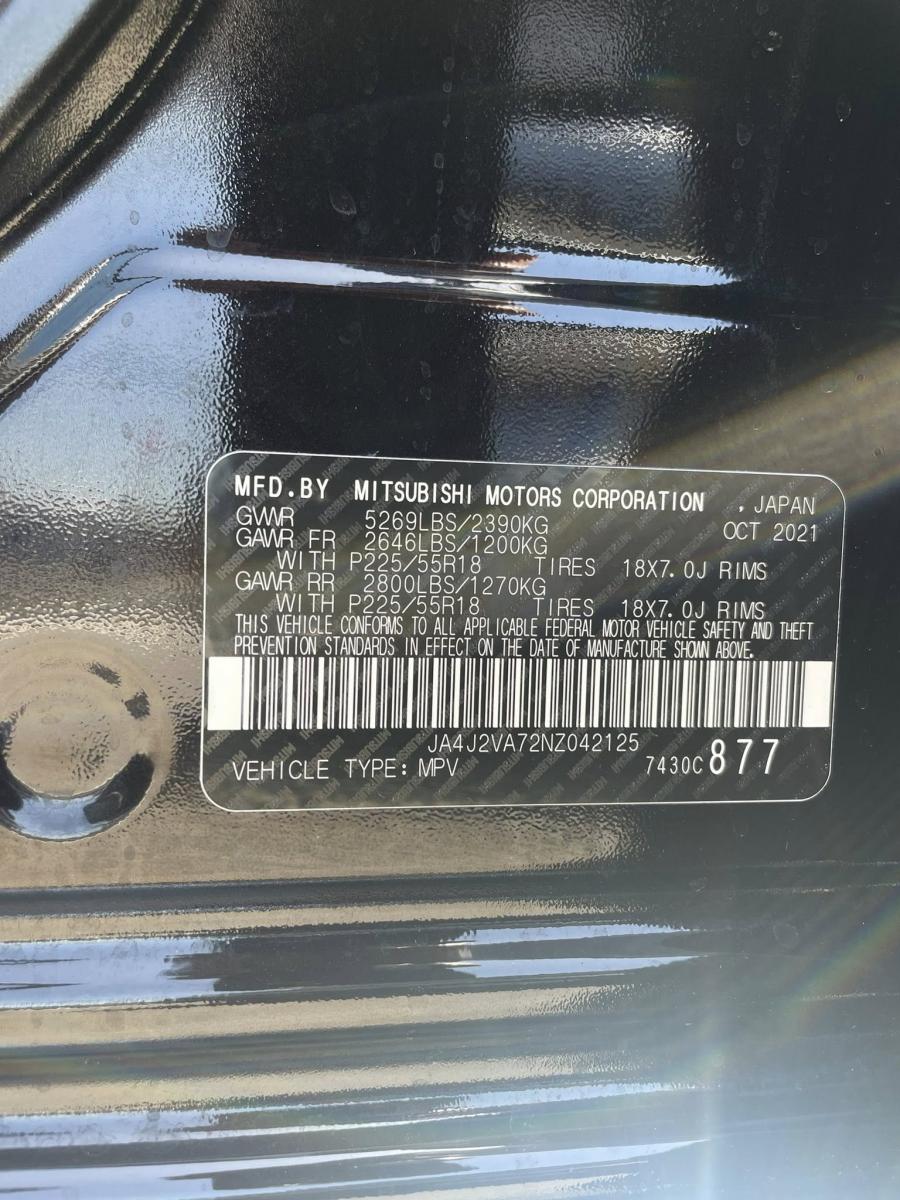 MFD.BY MITSUBISHI MOTORS CORPORATION , JAPAN
GVWR 5269LBS/2390KG OCT 2021
GAWR FR 2646LBS/1200KG
WITH P225/55R18 TIRES 18X7.0J RIMS
GAWR RR 2800LBS/1270KG
WITH P225/55R18 TIRES 18X7.0J RIMS
THIS VEHICLE CONFORMS TO ALL APPLICABLE FEDERAL MOTOR VEHICLE SAFETY AND THEFT
PREVENTION STANDARDS IN EFFECT ON THE DATE OF MANUFACTURE SHOWN ABOVE.
JA4J2VA72NZ042125
VEHICLE TYPE: MPV 7430C877